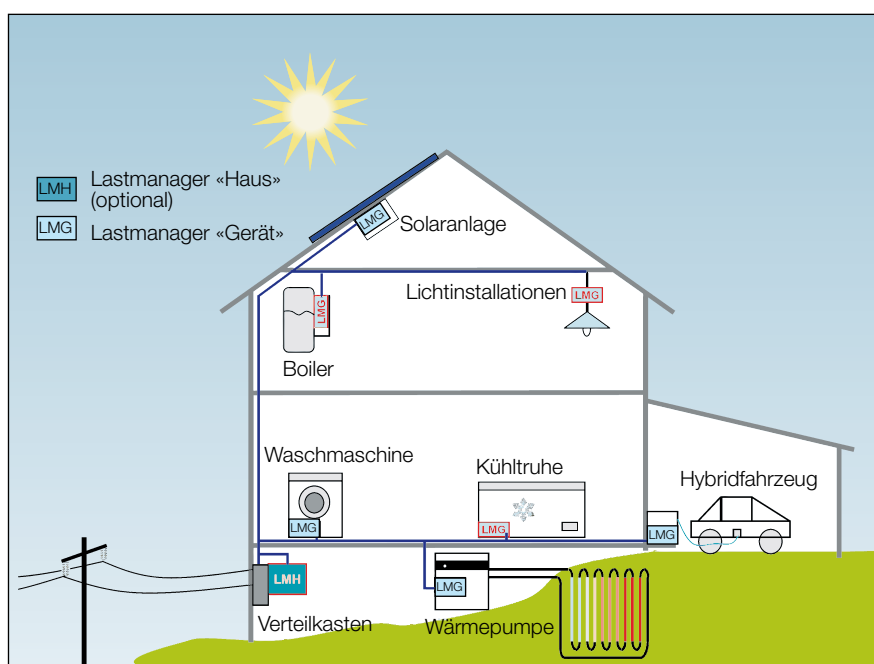 LMH Lastmanager «Haus»
(optional)
LMG Lastmanager «Gerät»
LMG
Solaranlage
Lichtinstallationen
LMG
LMG
Boiler
Waschmaschine
Kühltruhe
Hybridfahrzeug
LMG
LMG
LMG
LMH
LMG
Verteilkasten
Wärmepumpe